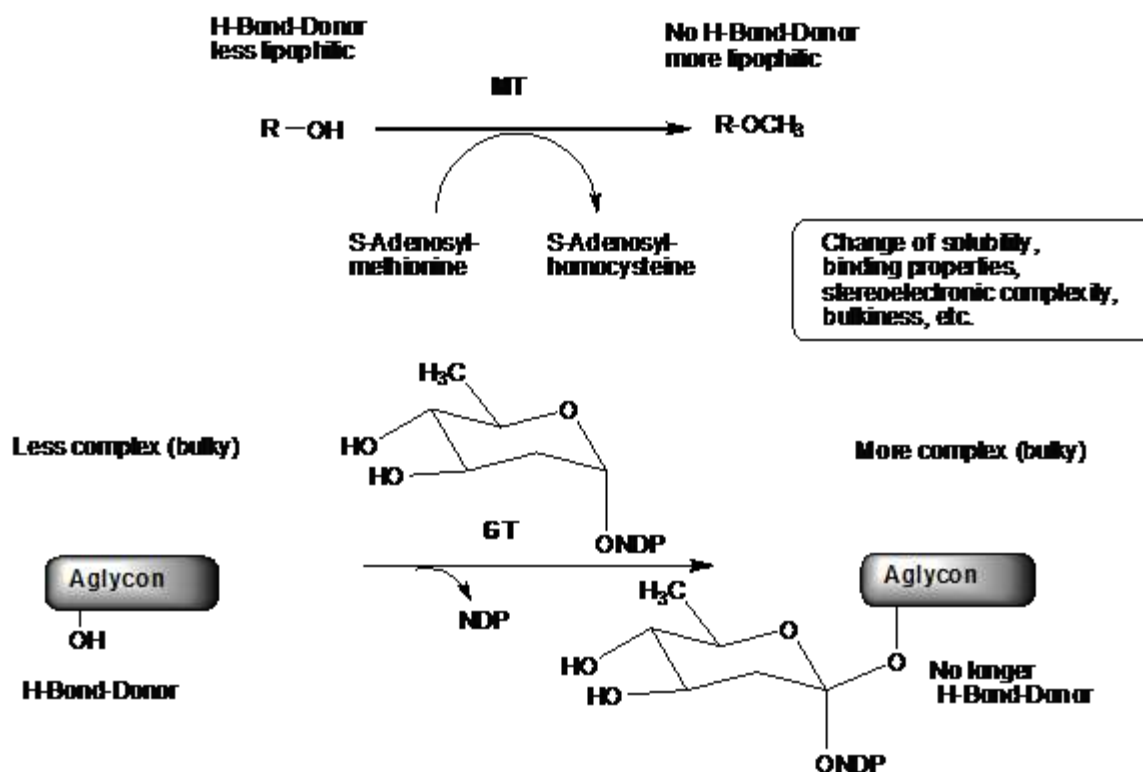 H-Bond-Donor
less lipophilic
No H-Bond-Donor
more lipophilic
MT
R—OH
R-OCH₃
S-Adenosyl-
methionine
S-Adenosyl-
homocysteine
Change of solubility,
binding properties,
stereoelectronic complexity,
bulkiness, etc.
H₃C
O
HO
HO
ONDP
Less complex (bulky)
More complex (bulky)
GT
Aglycon
OH
H-Bond-Donor
NDP
Aglycon
H₃C
O
O
HO
HO
ONDP
No longer
H-Bond-Donor